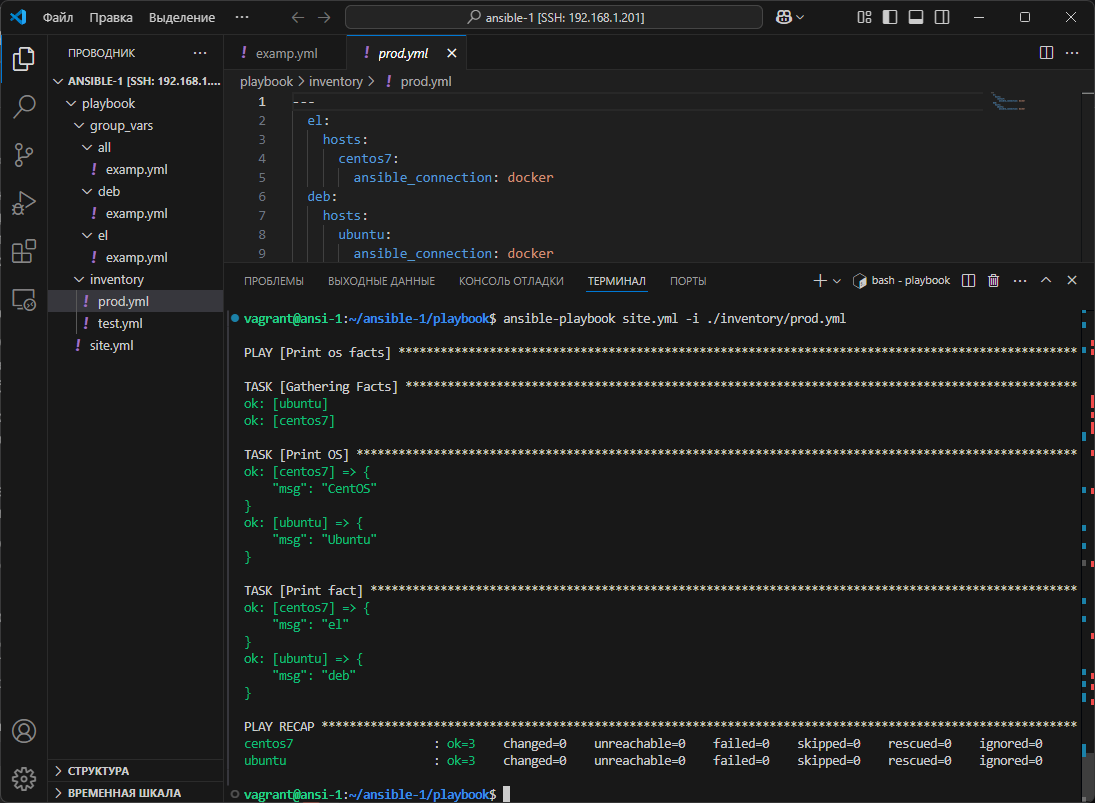 Файл Правка Выделение ··· ansible-1 [SSH: 192.168.1.201]
ПРОВОДНИК ···
ANSIBLE-1 [SSH: 192.168.1....
playbook
group_vars
all
! examp.yml
deb
! examp.yml
el
! examp.yml
inventory
! prod.yml
! test.yml
! site.yml
СТРУКТУРА
ВРЕМЕННАЯ ШКАЛА
! examp.yml ! prod.yml
playbook > inventory > ! prod.yml
1 ---
2 el:
3 hosts:
4 centos7:
5 ansible_connection: docker
6 deb:
7 hosts:
8 ubuntu:
9 ansible_connection: docker
ПРОБЛЕМЫ ВЫХОДНЫЕ ДАННЫЕ КОНСОЛЬ ОТЛАДКИ ТЕРМИНАЛ ПОРТЫ bash - playbook
vagrant@ansi-1:~/ansible-1/playbook$ ansible-playbook site.yml -i ./inventory/prod.yml
PLAY [Print os facts] *************************************************************************************************
TASK [Gathering Facts] ************************************************************************************************
ok: [ubuntu]
ok: [centos7]
TASK [Print OS] *******************************************************************************************************
ok: [centos7] => {
"msg": "CentOS"
}
ok: [ubuntu] => {
"msg": "Ubuntu"
}
TASK [Print fact] *****************************************************************************************************
ok: [centos7] => {
"msg": "el"
}
ok: [ubuntu] => {
"msg": "deb"
}
PLAY RECAP ************************************************************************************************************
centos7 : ok=3 changed=0 unreachable=0 failed=0 skipped=0 rescued=0 ignored=0
ubuntu : ok=3 changed=0 unreachable=0 failed=0 skipped=0 rescued=0 ignored=0
vagrant@ansi-1:~/ansible-1/playbook$